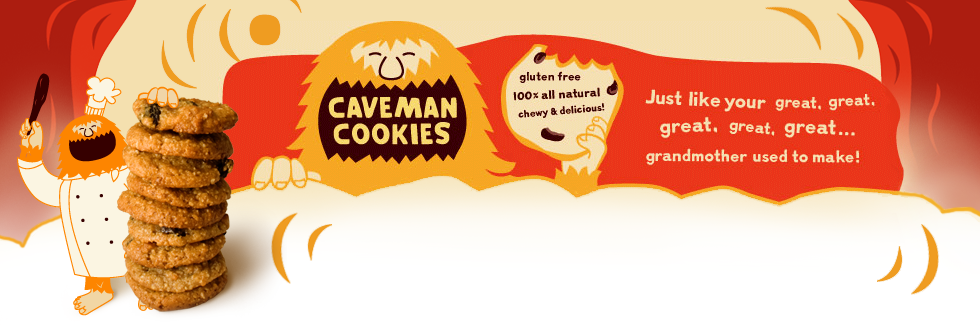 CAVEMAN
COOKIES
gluten free
100% all natural
chewy & delicious!
Just like your great, great,
great, great, great...
grandmother used to make!